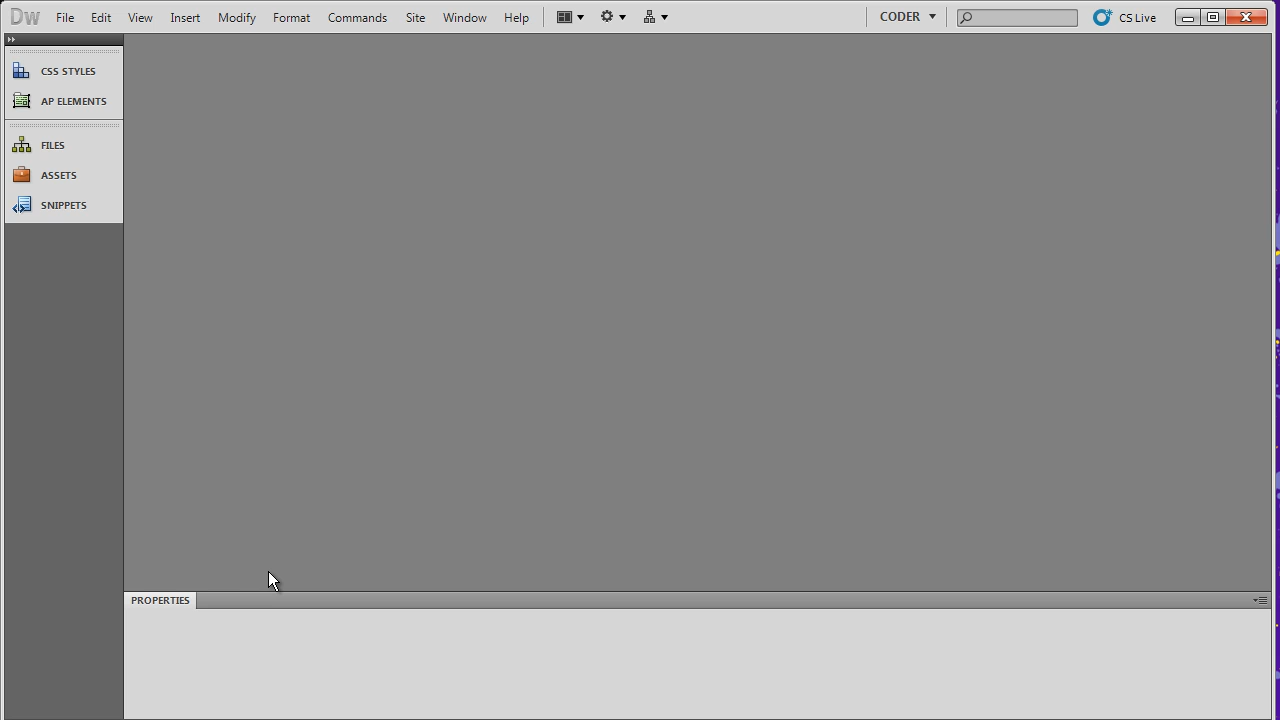 Dw File Edit View Insert Modify Format Commands Site Window Help CODER CS Live
CSS STYLES
AP ELEMENTS
FILES
ASSETS
SNIPPETS
PROPERTIES